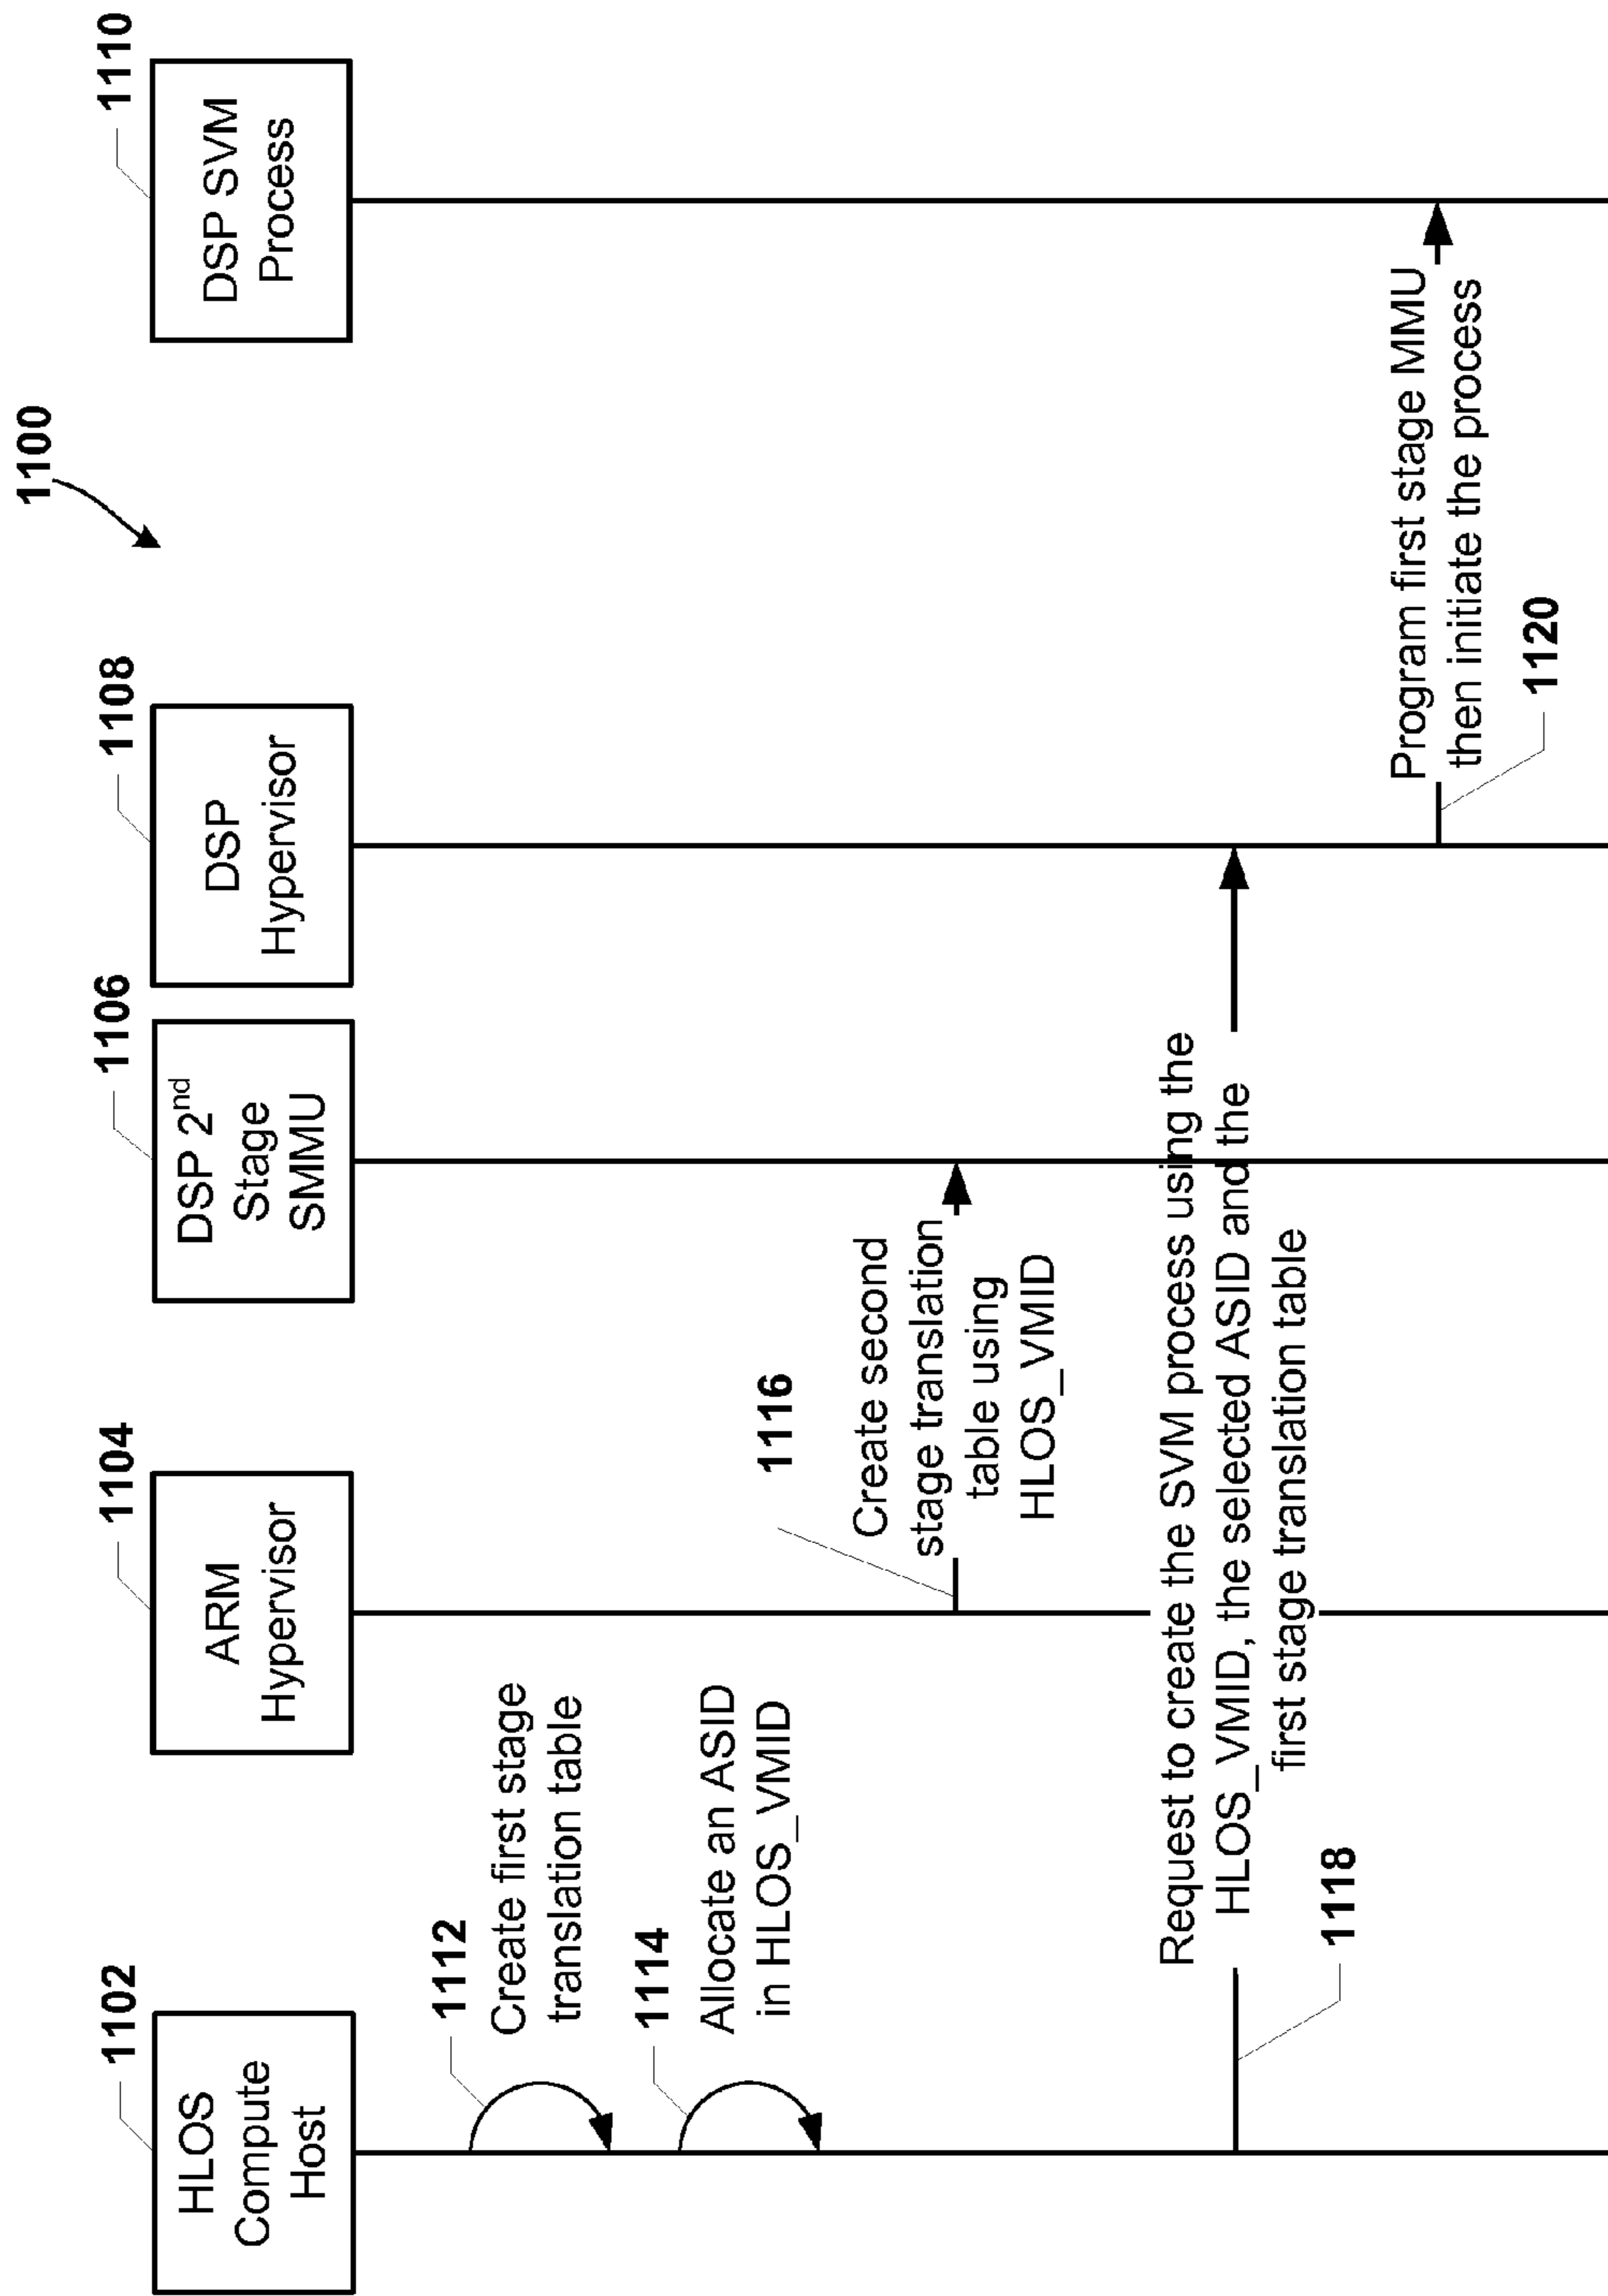 1100
1102
1104
1106
1108
1110
HLOS
Compute
Host
ARM
Hypervisor
DSP 2nd
Stage
SMMU
DSP
Hypervisor
DSP SVM
Process
1112
Create first stage
translation table
1114
Allocate an ASID
in HLOS_VMID
1116
Create second
stage translation
table using
HLOS_VMID
Request to create the SVM process using the
HLOS_VMID, the selected ASID and the
first stage translation table
1118
Program first stage MMU
then initiate the process
1120